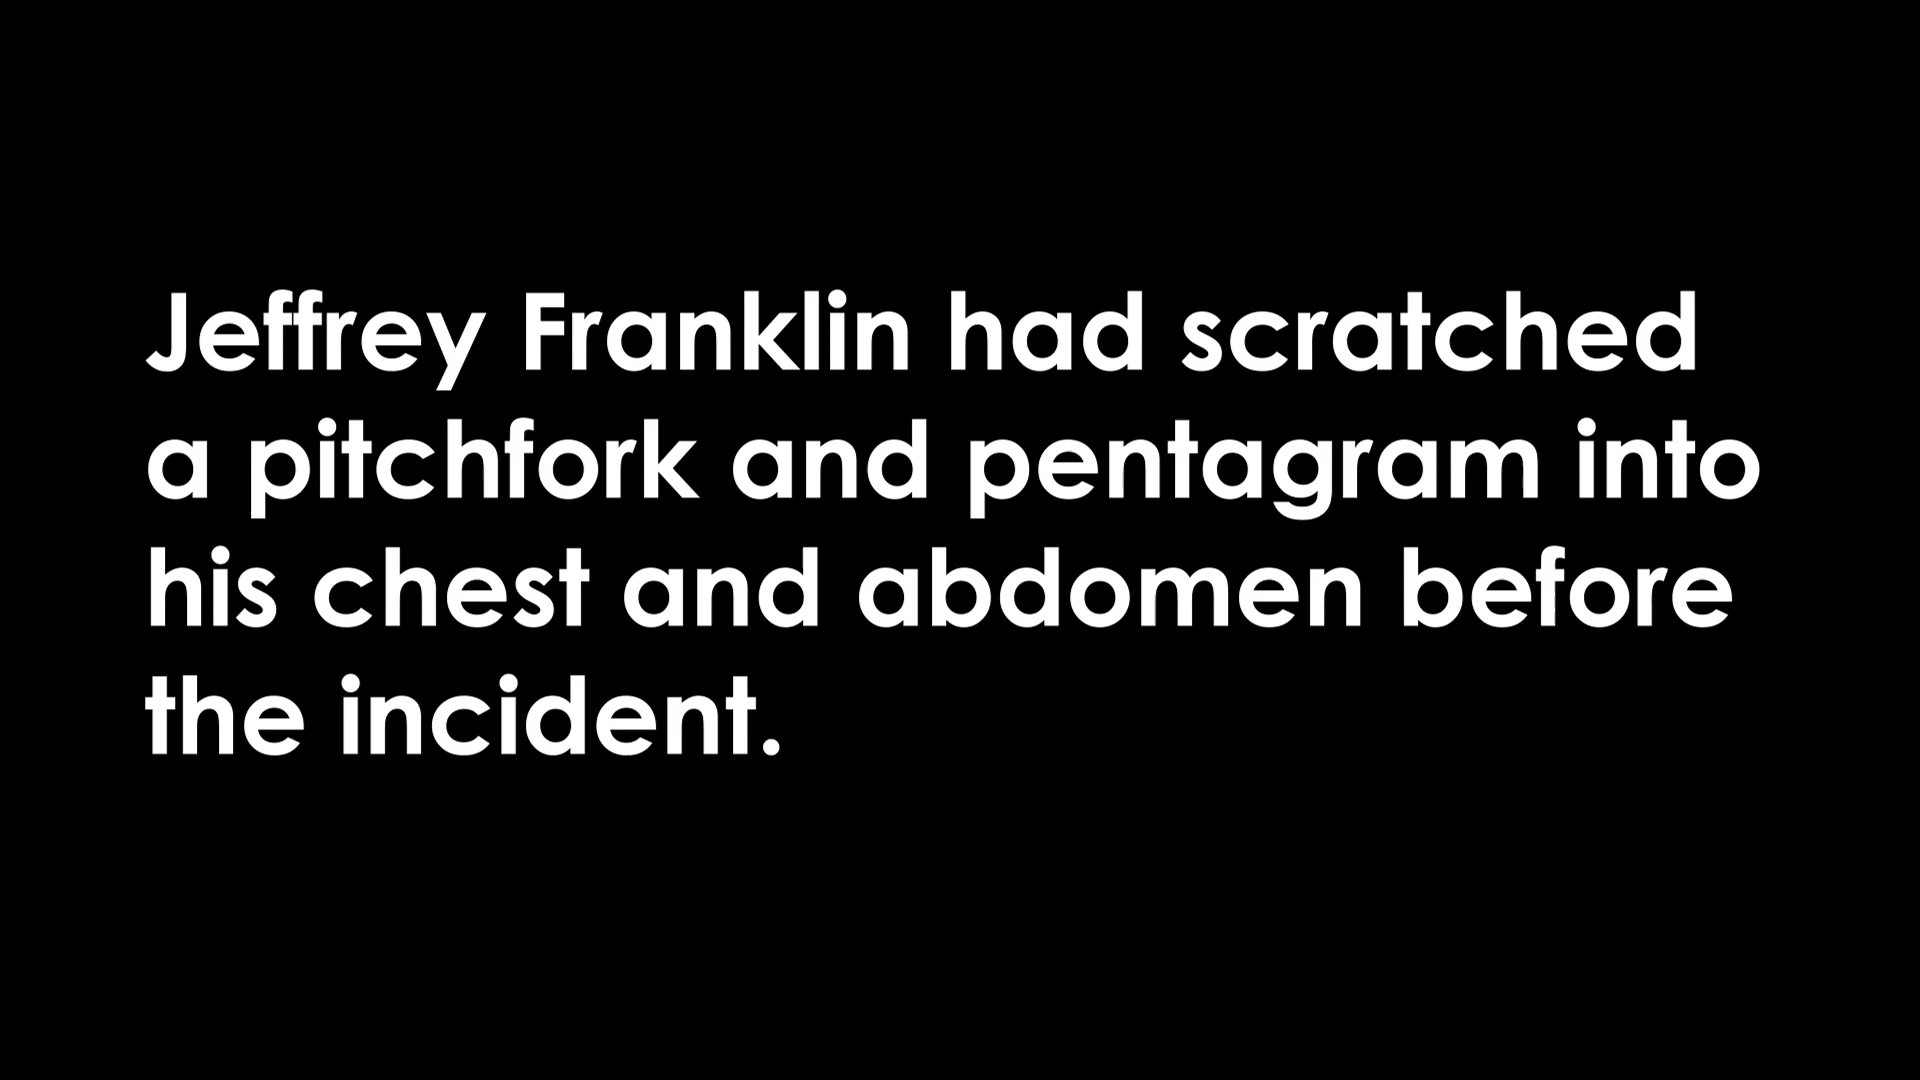 Jeffrey Franklin had scratched
a pitchfork and pentagram into
his chest and abdomen before
the incident.